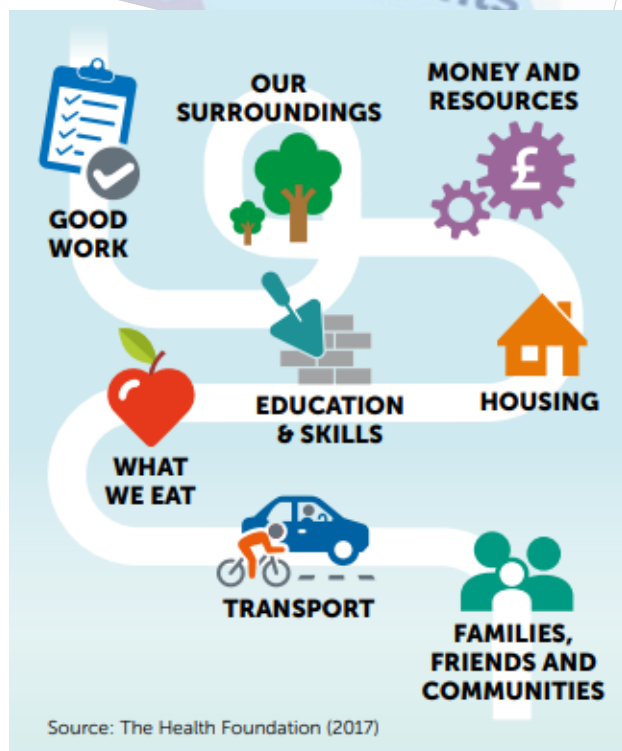 OUR
SURROUNDINGS
MONEY AND
RESOURCES
£
GOOD
WORK
EDUCATION
& SKILLS
HOUSING
WHAT
WE EAT
TRANSPORT
FAMILIES,
FRIENDS AND
COMMUNITIES
Source: The Health Foundation (2017)